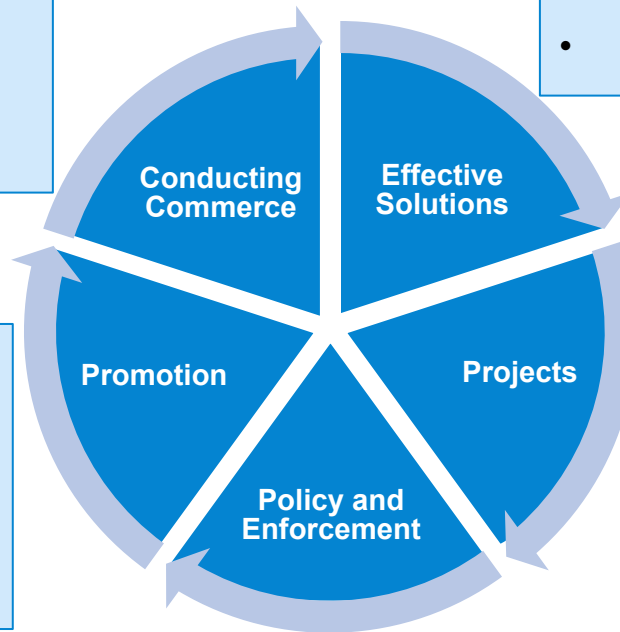 •
Conducting
Commerce
Effective
Solutions
Promotion
Projects
Policy and
Enforcement